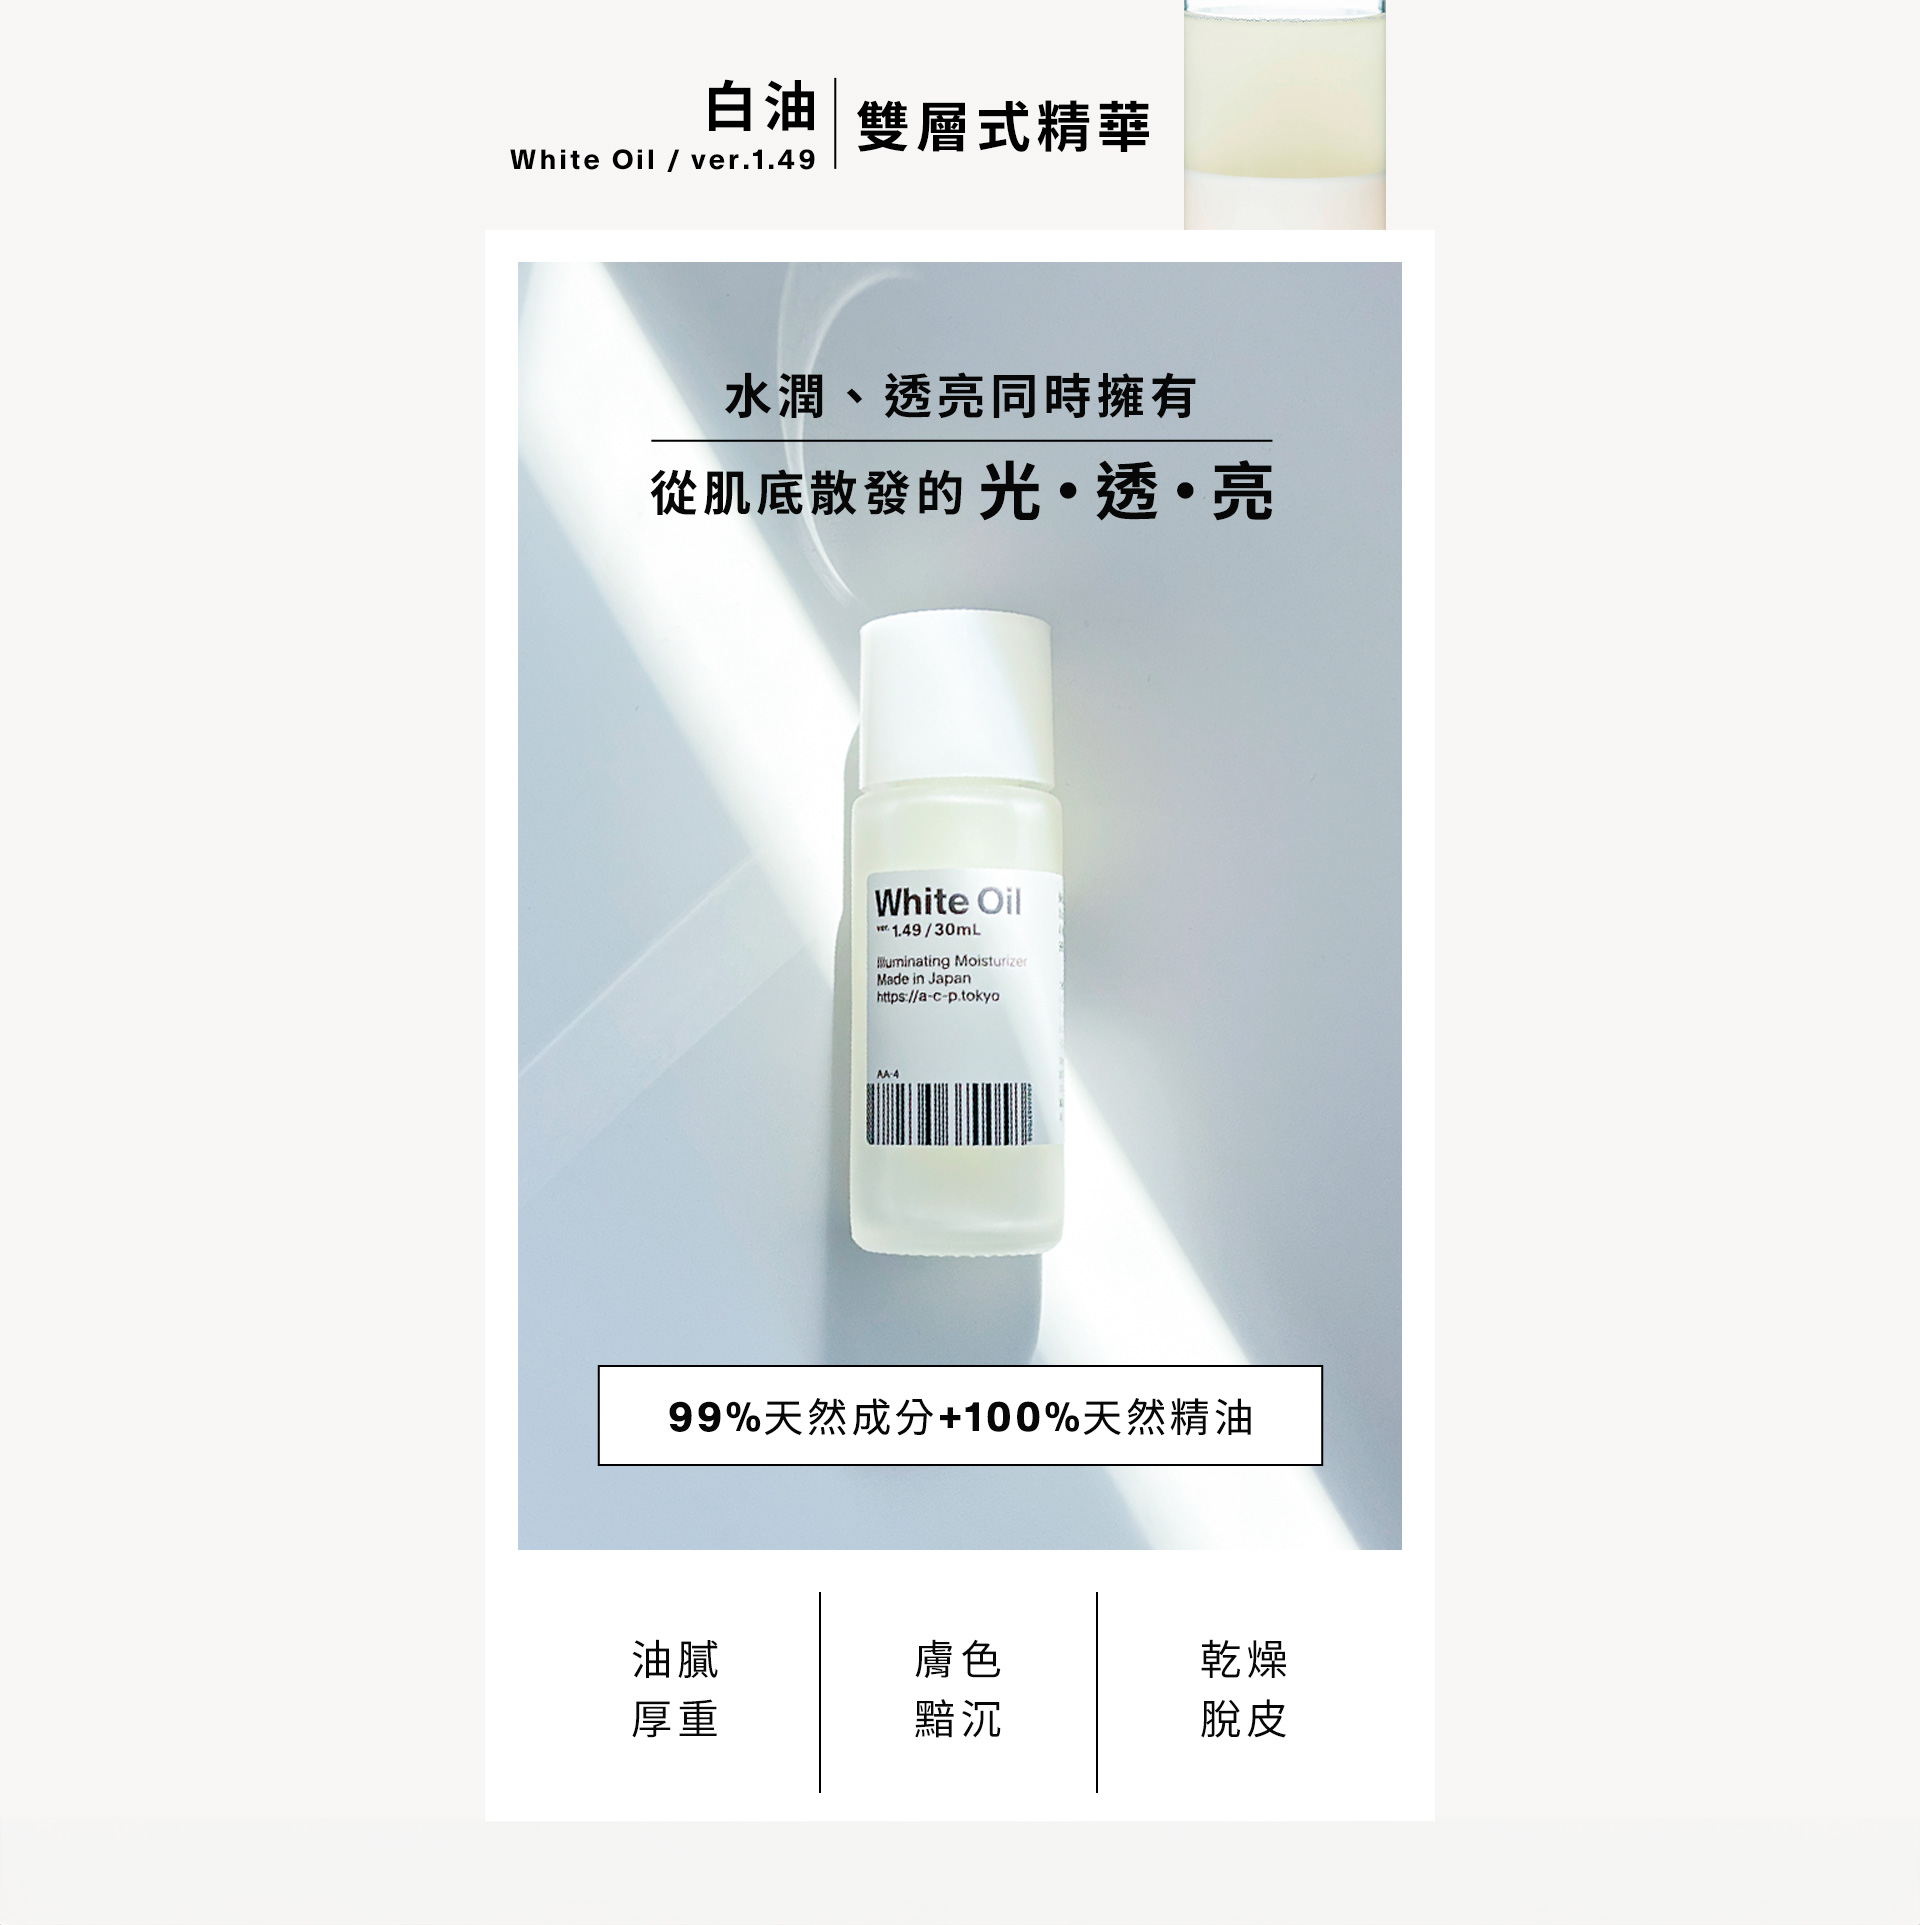 白油
White Oil / ver.1.49
雙層式精華
水潤、透亮同時擁有
從肌底散發的 光・透・亮
White Oil
ver. 1.49 / 30mL
Illuminating Moisturizer
Made in Japan
https://a-c-p.tokyo
AA-4
99%天然成分+100%天然精油
油膩
厚重
膚色
黯沉
乾燥
脫皮